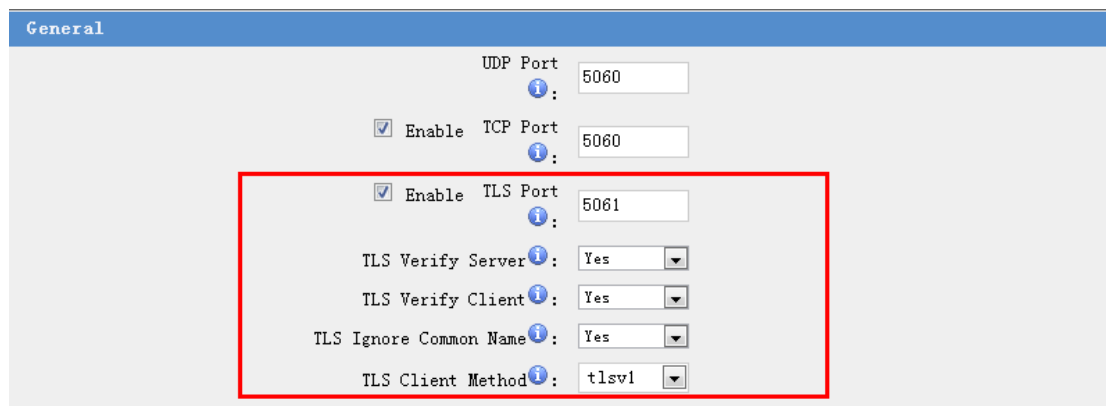 General
UDP Port
: 5060
Enable TCP Port
: 5060
Enable TLS Port
: 5061
TLS Verify Server : Yes
TLS Verify Client : Yes
TLS Ignore Common Name : Yes
TLS Client Method : tlsv1